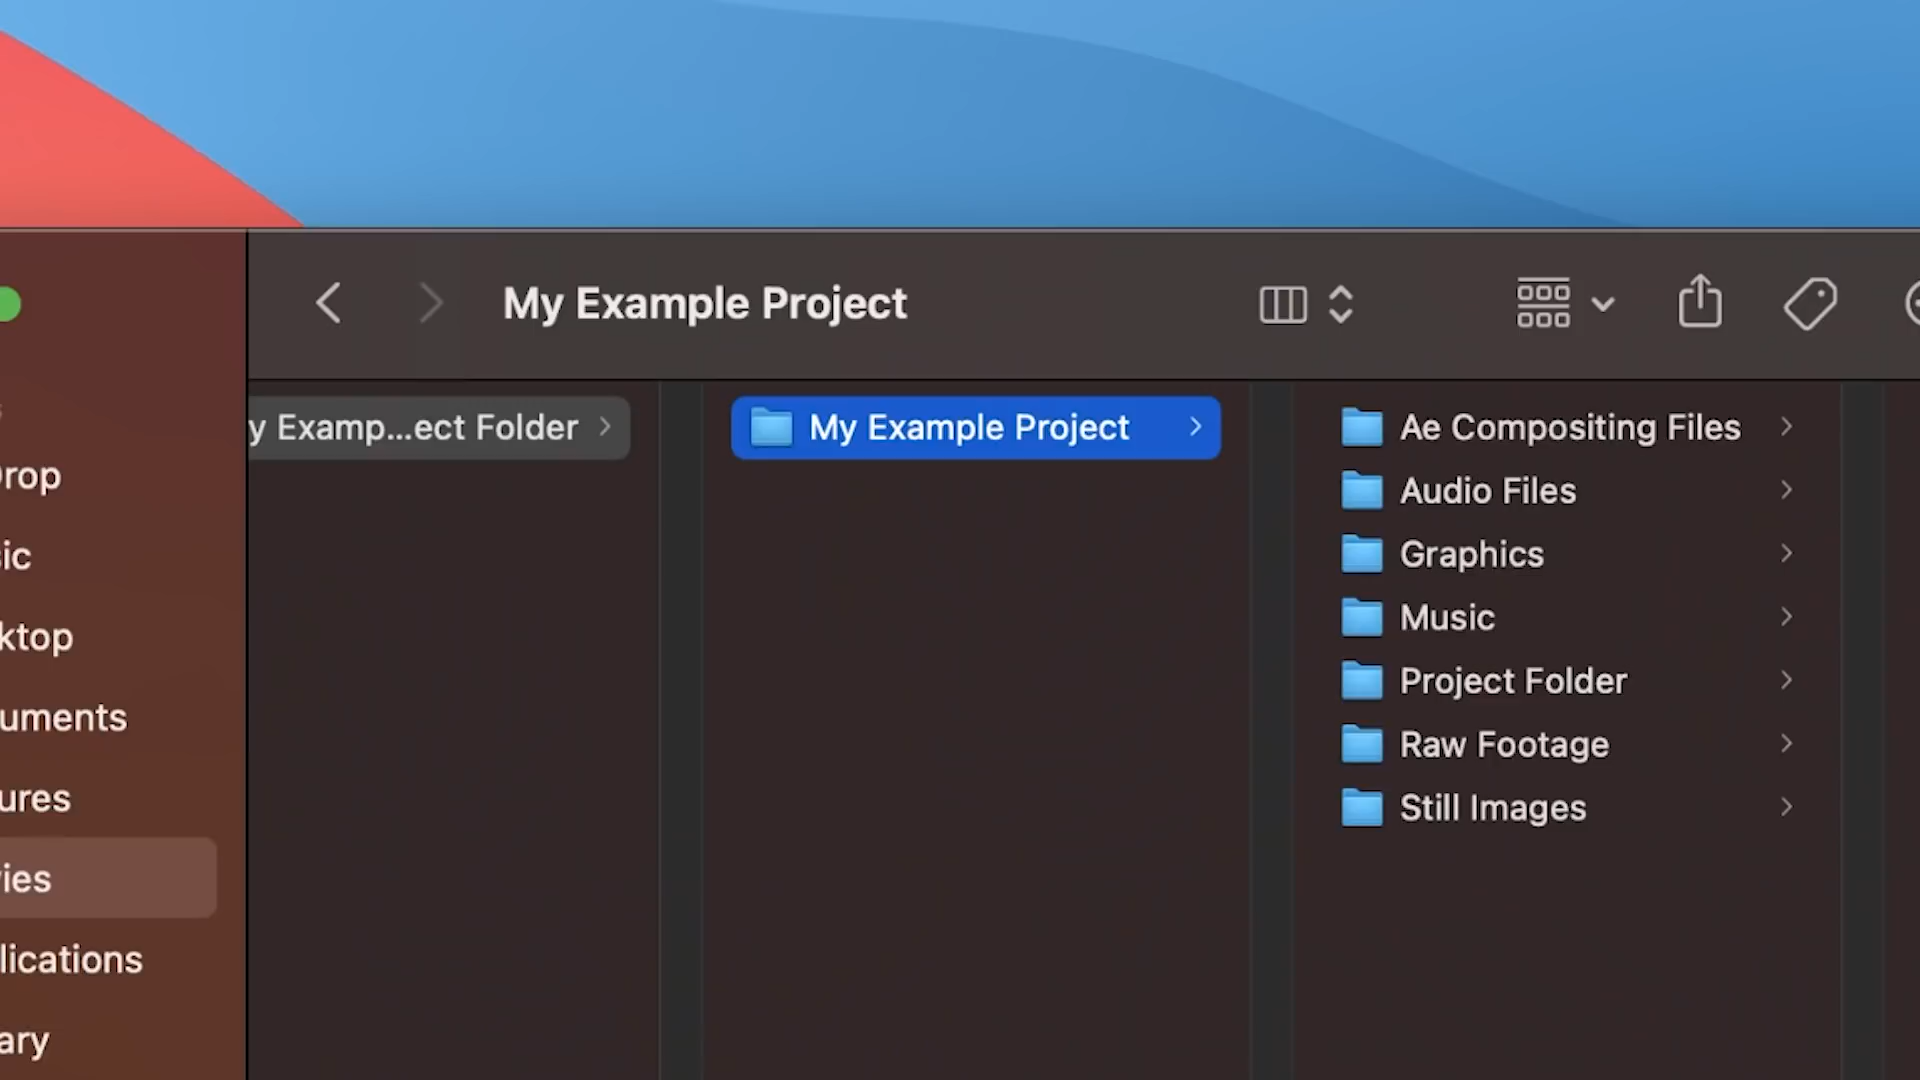 My Example Project
y Examp...ect Folder
My Example Project
Ae Compositing Files
Audio Files
Graphics
Music
Project Folder
Raw Footage
Still Images
rop
ic
ktop
uments
ures
ies
lications
ary